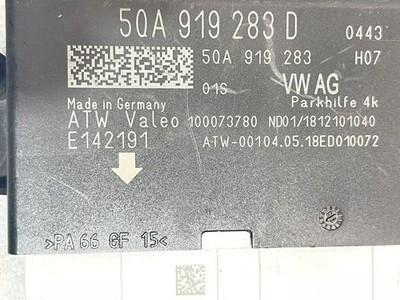 5QA 919 283 D 0443
5QA 919 283 H07
01S VW AG
Made in Germany Parkhilfe 4k
ATW Valeo 100073780 ND01/1812101040
E142191 ATW-00104.05.18ED010072
>PA 66 GF 15<